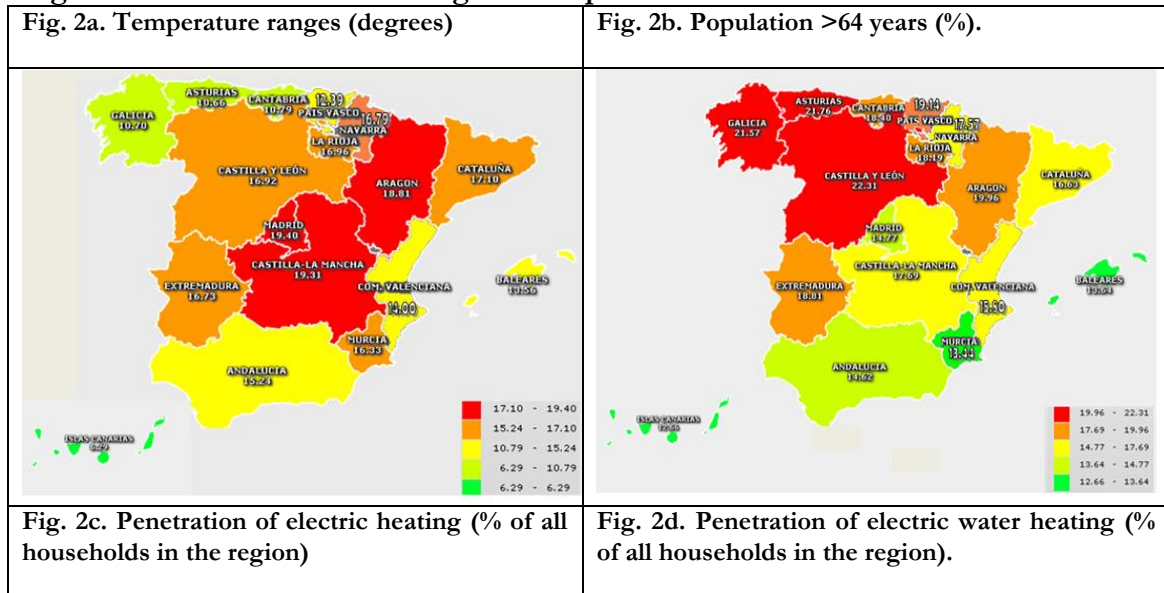 Fig. 2a. Temperature ranges (degrees)
Fig. 2b. Population >64 years (%).
ASTURIAS
10.66
CANTABRIA
10.79
12.39
PAIS VASCO
16.79
NAVARRA
GALICIA
10.70
LA RIOJA
16.96
CASTILLA Y LEÓN
16.92
ARAGON
18.81
CATALUÑA
17.10
MADRID
19.40
CASTILLA-LA MANCHA
19.31
EXTREMADURA
16.73
COM. VALENCIANA
14.00
BALEARES
13.56
MURCIA
16.33
ANDALUCIA
15.24
ISLAS CANARIAS
6.29
17.10 - 19.40
15.24 - 17.10
10.79 - 15.24
6.29 - 10.79
6.29 - 6.29
ASTURIAS
21.76
CANTABRIA
18.40
19.14
PAIS VASCO
17.57
NAVARRA
GALICIA
21.57
LA RIOJA
18.19
CASTILLA Y LEÓN
22.31
ARAGON
19.96
CATALUÑA
16.63
MADRID
14.77
CASTILLA-LA MANCHA
17.69
EXTREMADURA
18.81
COM. VALENCIANA
BALEARES
13.64
MURCIA
13.44
ANDALUCIA
14.62
ISLAS CANARIAS
12.66
19.96 - 22.31
17.69 - 19.96
14.77 - 17.69
13.64 - 14.77
12.66 - 13.64
Fig. 2c. Penetration of electric heating (% of all
households in the region)
Fig. 2d. Penetration of electric water heating (%
of all households in the region).